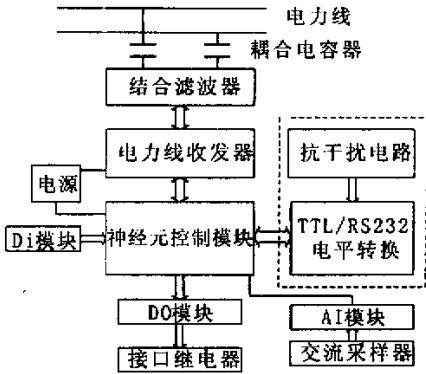 电力线
耦合电容器
结合滤波器
电力线收发器
抗干扰电路
电源
神经元控制模块
TTL/RS232
电平转换
Di模块
DO模块
AI模块
接口继电器
交流采样器